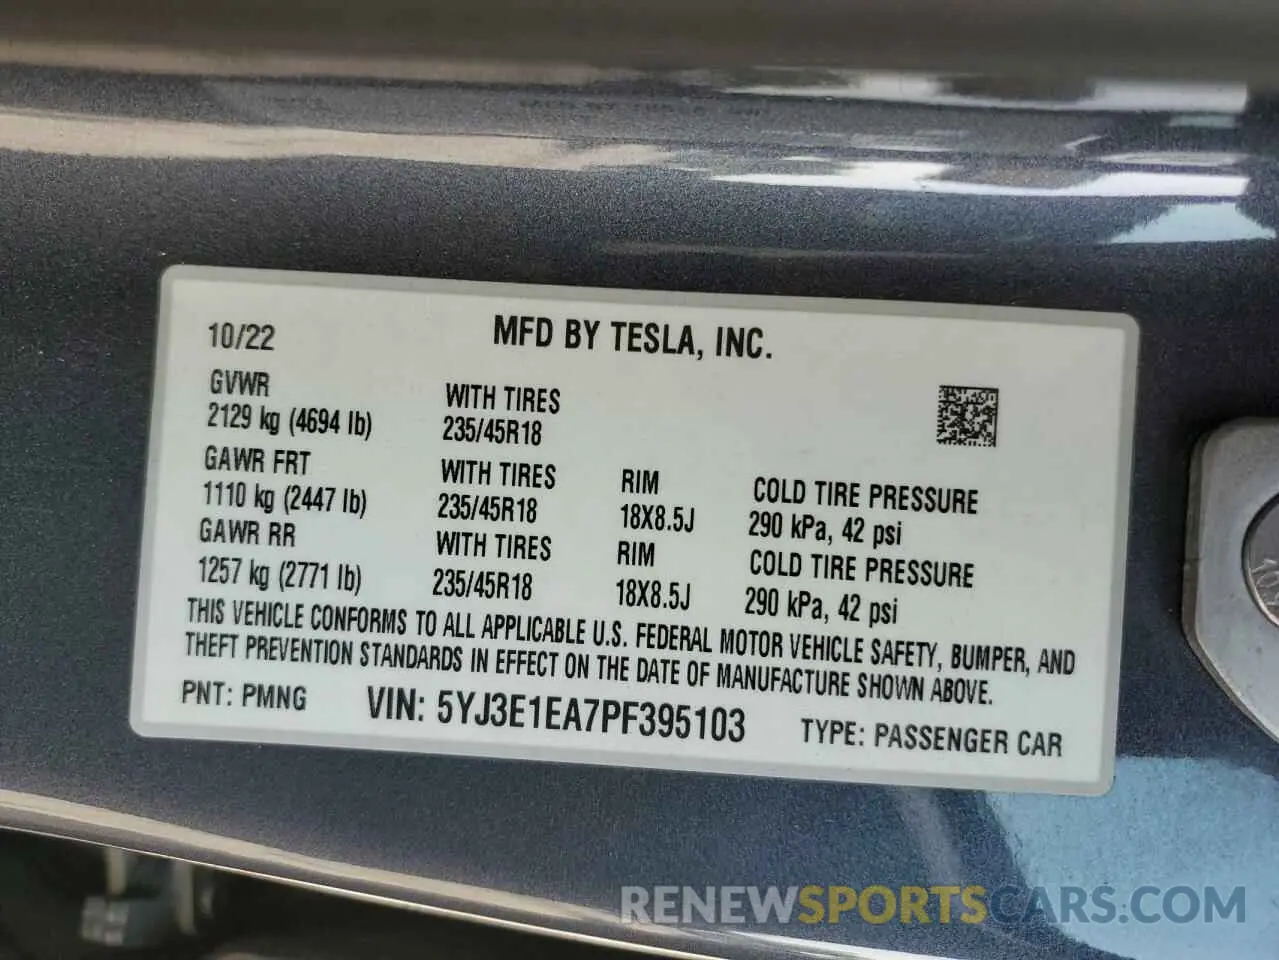 10/22
MFD BY TESLA, INC.
GVWR
2129 kg (4694 lb)
WITH TIRES
235/45R18
GAWR FRT
1110 kg (2447 lb)
WITH TIRES
235/45R18
RIM
18X8.5J
COLD TIRE PRESSURE
290 kPa, 42 psi
GAWR RR
1257 kg (2771 lb)
WITH TIRES
235/45R18
RIM
18X8.5J
COLD TIRE PRESSURE
290 kPa, 42 psi
THIS VEHICLE CONFORMS TO ALL APPLICABLE U.S. FEDERAL MOTOR VEHICLE SAFETY, BUMPER, AND
THEFT PREVENTION STANDARDS IN EFFECT ON THE DATE OF MANUFACTURE SHOWN ABOVE.
PNT: PMNG
VIN: 5YJ3E1EA7PF395103
TYPE: PASSENGER CAR
RENEWSPORTSCARS.COM